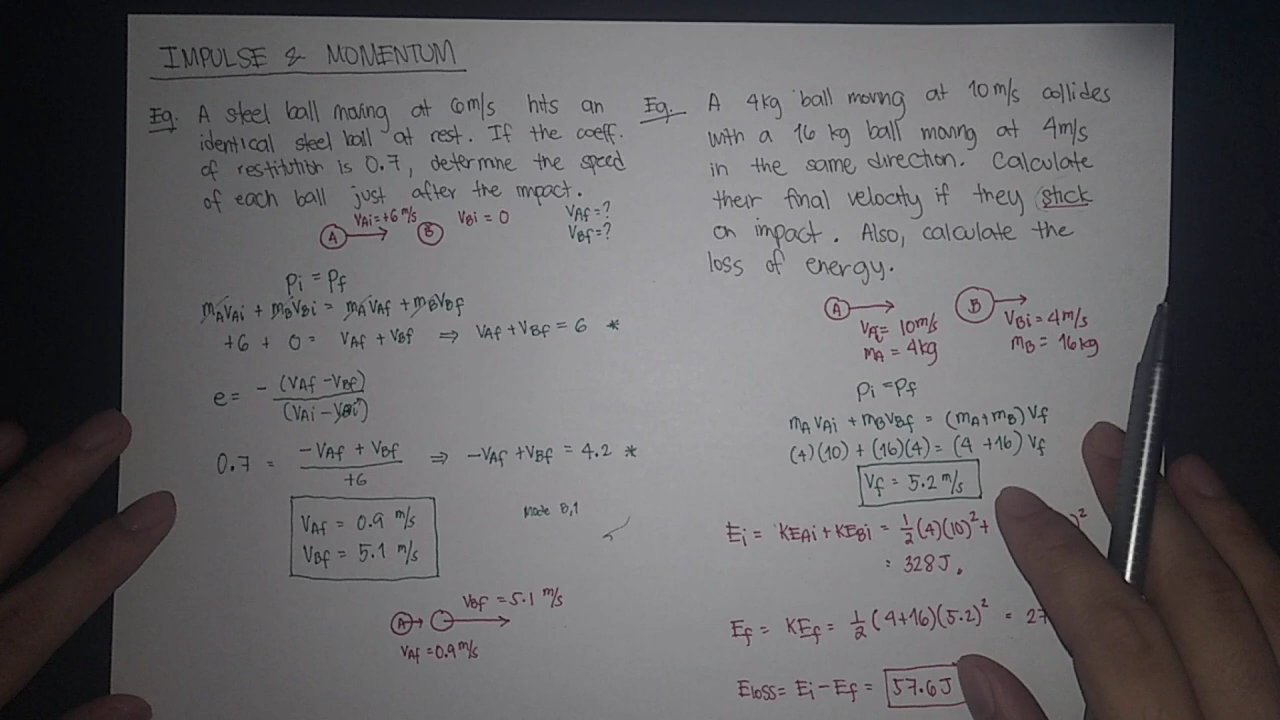 IMPULSE & MOMENTUM
Eg. A steel ball moving at 6m/s hits an
identical steel ball at rest. If the coeff.
of restitution is 0.7, determine the speed
of each ball just after the impact.
VAi=+6 m/s
A
B
VBi = 0
VAf = ?
VBf = ?
Pi = Pf
mAVAi + mBVBi = mAVAf + mBVBf
+6 + 0 = VAf + VBf ⇒ VAf + VBf = 6 *
e = -(VAf - VBf) / (VAi - VBi)
0.7 = -VAf + VBf / +6 ⇒ -VAf + VBf = 4.2 *
VAf = 0.9 m/s
VBf = 5.1 m/s
Mode 5,1
VBf = 5.1 m/s
A
VAf = 0.9 m/s
Eg. A 4kg ball moving at 10m/s collides
with a 16 kg ball moving at 4m/s
in the same direction. Calculate
their final velocity if they stick
on impact. Also, calculate the
loss of energy.
A
B
VAi = 10m/s
mA = 4kg
VBi = 4m/s
mB = 16kg
Pi = Pf
mAVAi + mBVBf = (mA+mB)Vf
(4)(10) + (16)(4) = (4+16)Vf
Vf = 5.2 m/s
Ei = KEAi + KEBi = 1/2(4)(10)² + )²
= 328J.
Ef = KEf = 1/2(4+16)(5.2)² = 27
Eloss = Ei - Ef = 57.6J